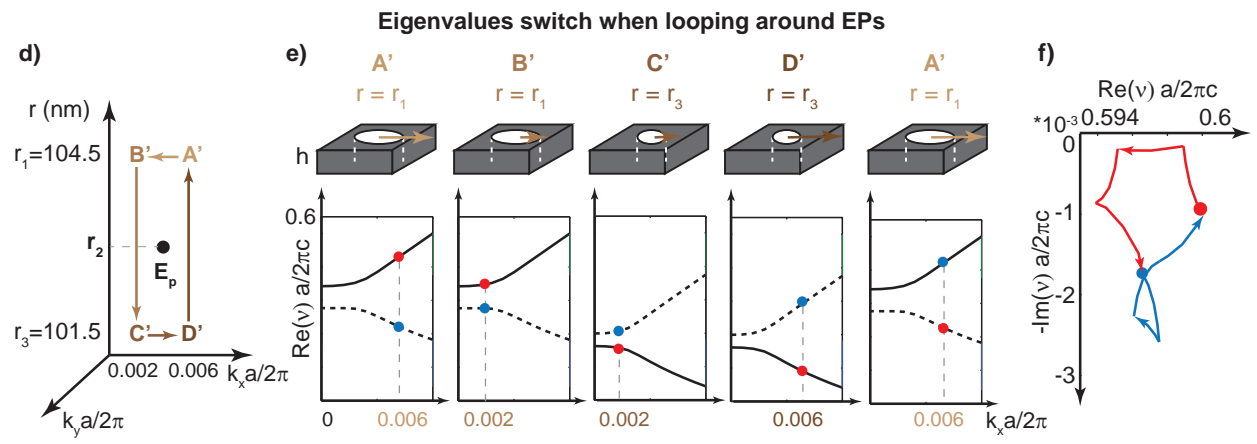 Eigenvalues switch when looping around EPs
d)
r (nm)
r1=104.5
B’
A’
r2
Ep
r3=101.5
C’
D’
0.002
0.006
kxa/2π
kya/2π
e)
A’
B’
C’
D’
A’
r = r1
r = r1
r = r3
r = r3
r = r1
h
0.6
Re(ν) a/2πc
0
0.006
0.002
0.002
0.006
0.006
kxa/2π
f)
Re(ν) a/2πc
0.594
0.6
*10-3
0
-1
-2
-3
-Im(ν) a/2πc